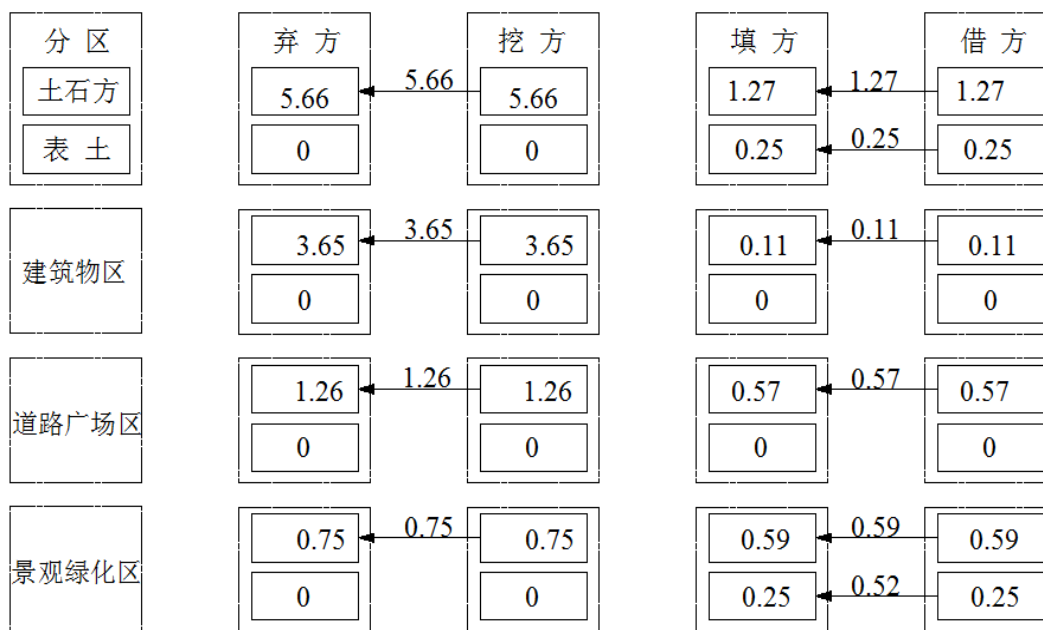 分 区 弃 方 挖 方 填 方 借 方
土石方 5.66 5.66 5.66 1.27 1.27 1.27
表 土 0 0 0.25 0.25 0.25
建筑物区 3.65 3.65 3.65 0.11 0.11 0.11
0 0 0 0
道路广场区 1.26 1.26 1.26 0.57 0.57 0.57
0 0 0 0
景观绿化区 0.75 0.75 0.75 0.59 0.59 0.59
0 0 0.25 0.52 0.25